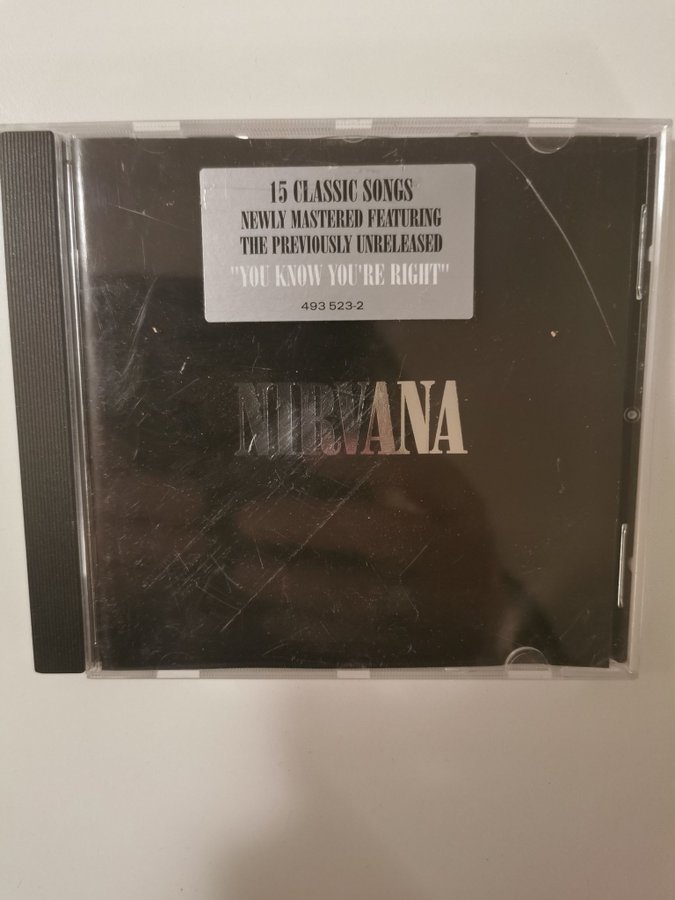 15 CLASSIC SONGS
NEWLY MASTERED FEATURING
THE PREVIOUSLY UNRELEASED
"YOU KNOW YOU'RE RIGHT"
493 523-2
NIRVANA